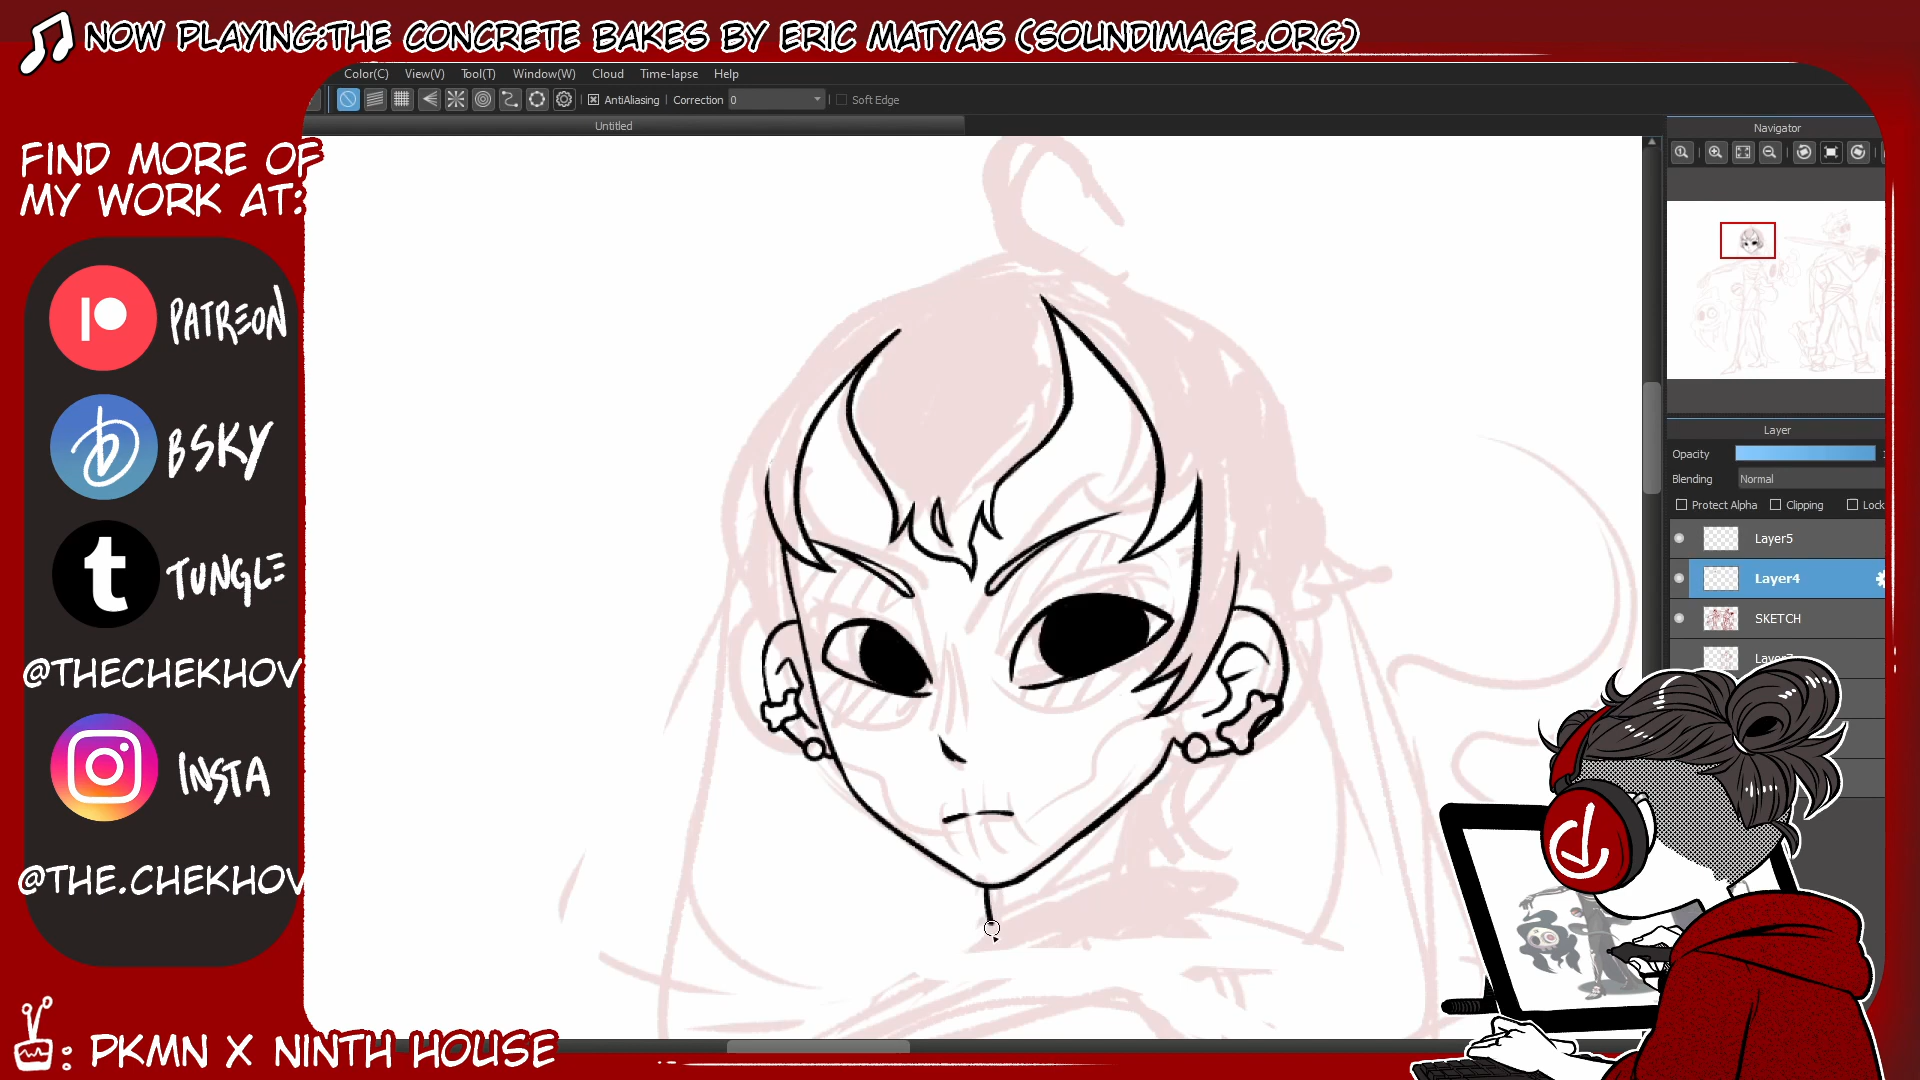 NOW PLAYING:THE CONCRETE BAKES BY ERIC MATYAS (SOUNDIMAGE.ORG)
Color(C) View(V) Tool(T) Window(W) Cloud Time-lapse Help
AntiAliasing Correction 0 Soft Edge
Untitled
Navigator
FIND MORE OF
MY WORK AT:
PATREON
BSKY
TUNGLE
@THECHEKHOV
INSTA
@THE.CHEKHOV
Layer
Opacity
Blending Normal
Protect Alpha Clipping Lock
Layer5
Layer4
SKETCH
: PKMN X NINTH HOUSE